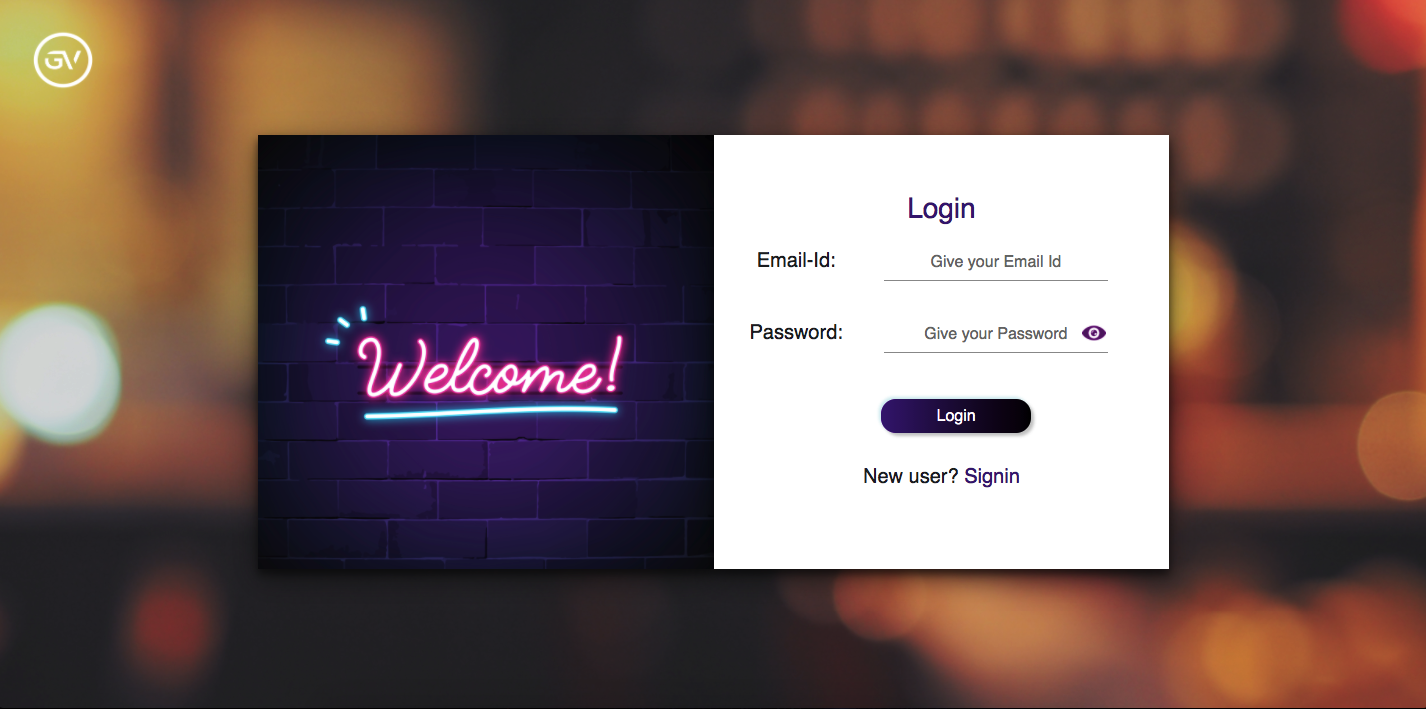 GV
Welcome!
Login
Email-Id: Give your Email Id
Password: Give your Password
Login
New user? Signin